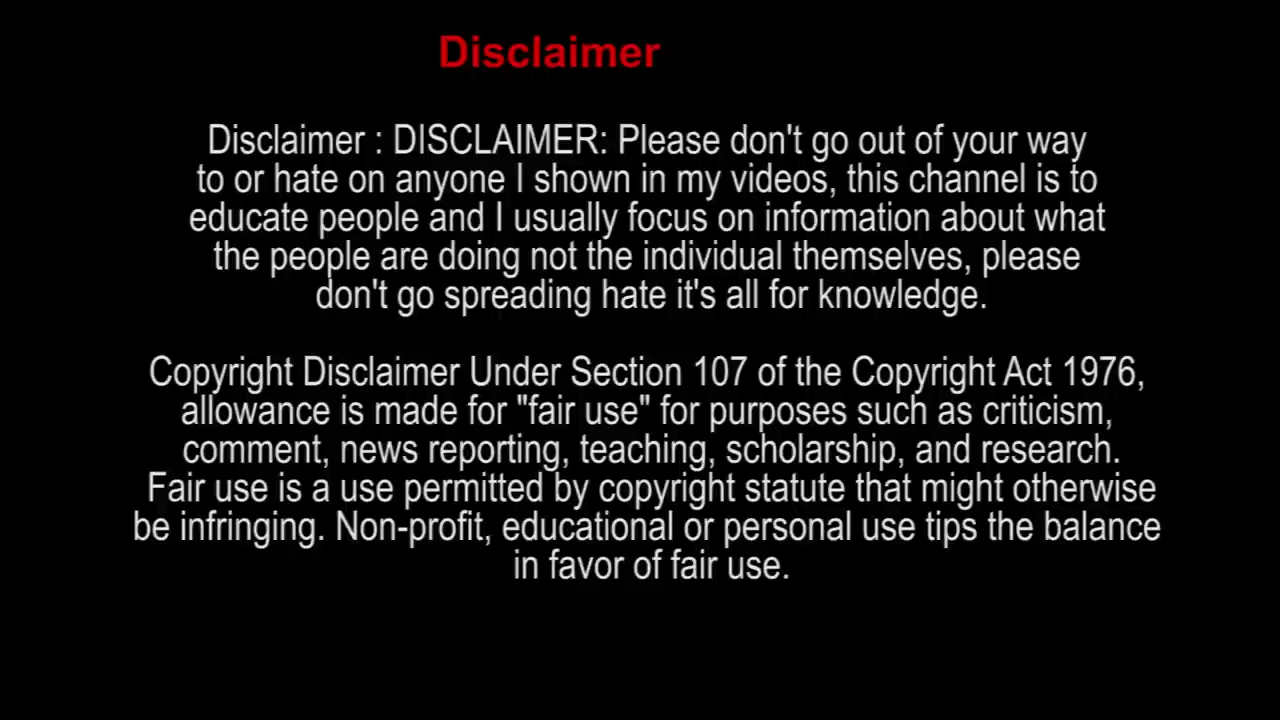 Disclaimer
Disclaimer : DISCLAIMER: Please don't go out of your way
to or hate on anyone I shown in my videos, this channel is to
educate people and I usually focus on information about what
the people are doing not the individual themselves, please
don't go spreading hate it's all for knowledge.
Copyright Disclaimer Under Section 107 of the Copyright Act 1976,
allowance is made for "fair use" for purposes such as criticism,
comment, news reporting, teaching, scholarship, and research.
Fair use is a use permitted by copyright statute that might otherwise
be infringing. Non-profit, educational or personal use tips the balance
in favor of fair use.